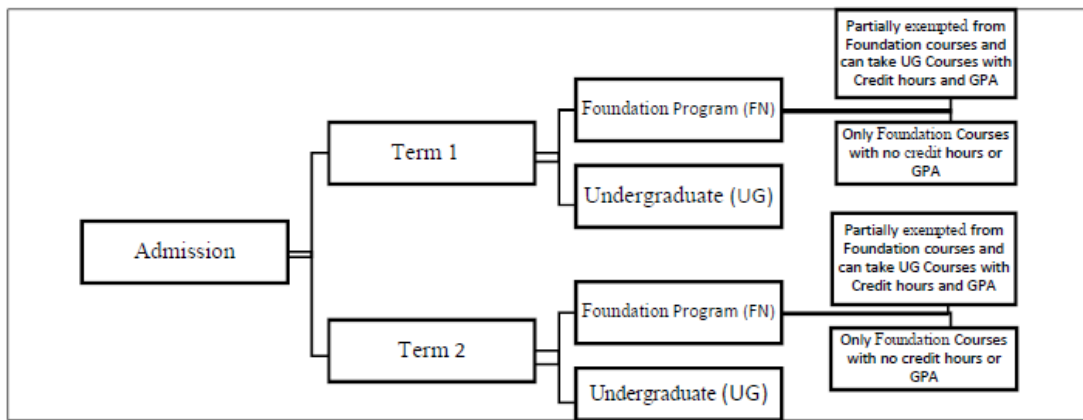 Partially exempted from
Foundation courses and
can take UG Courses with
Credit hours and GPA
Foundation Program (FN)
Only Foundation Courses
with no credit hours or
GPA
Term 1
Undergraduate (UG)
Admission
Partially exempted from
Foundation courses and
can take UG Courses with
Credit hours and GPA
Foundation Program (FN)
Only Foundation Courses
with no credit hours or
GPA
Term 2
Undergraduate (UG)